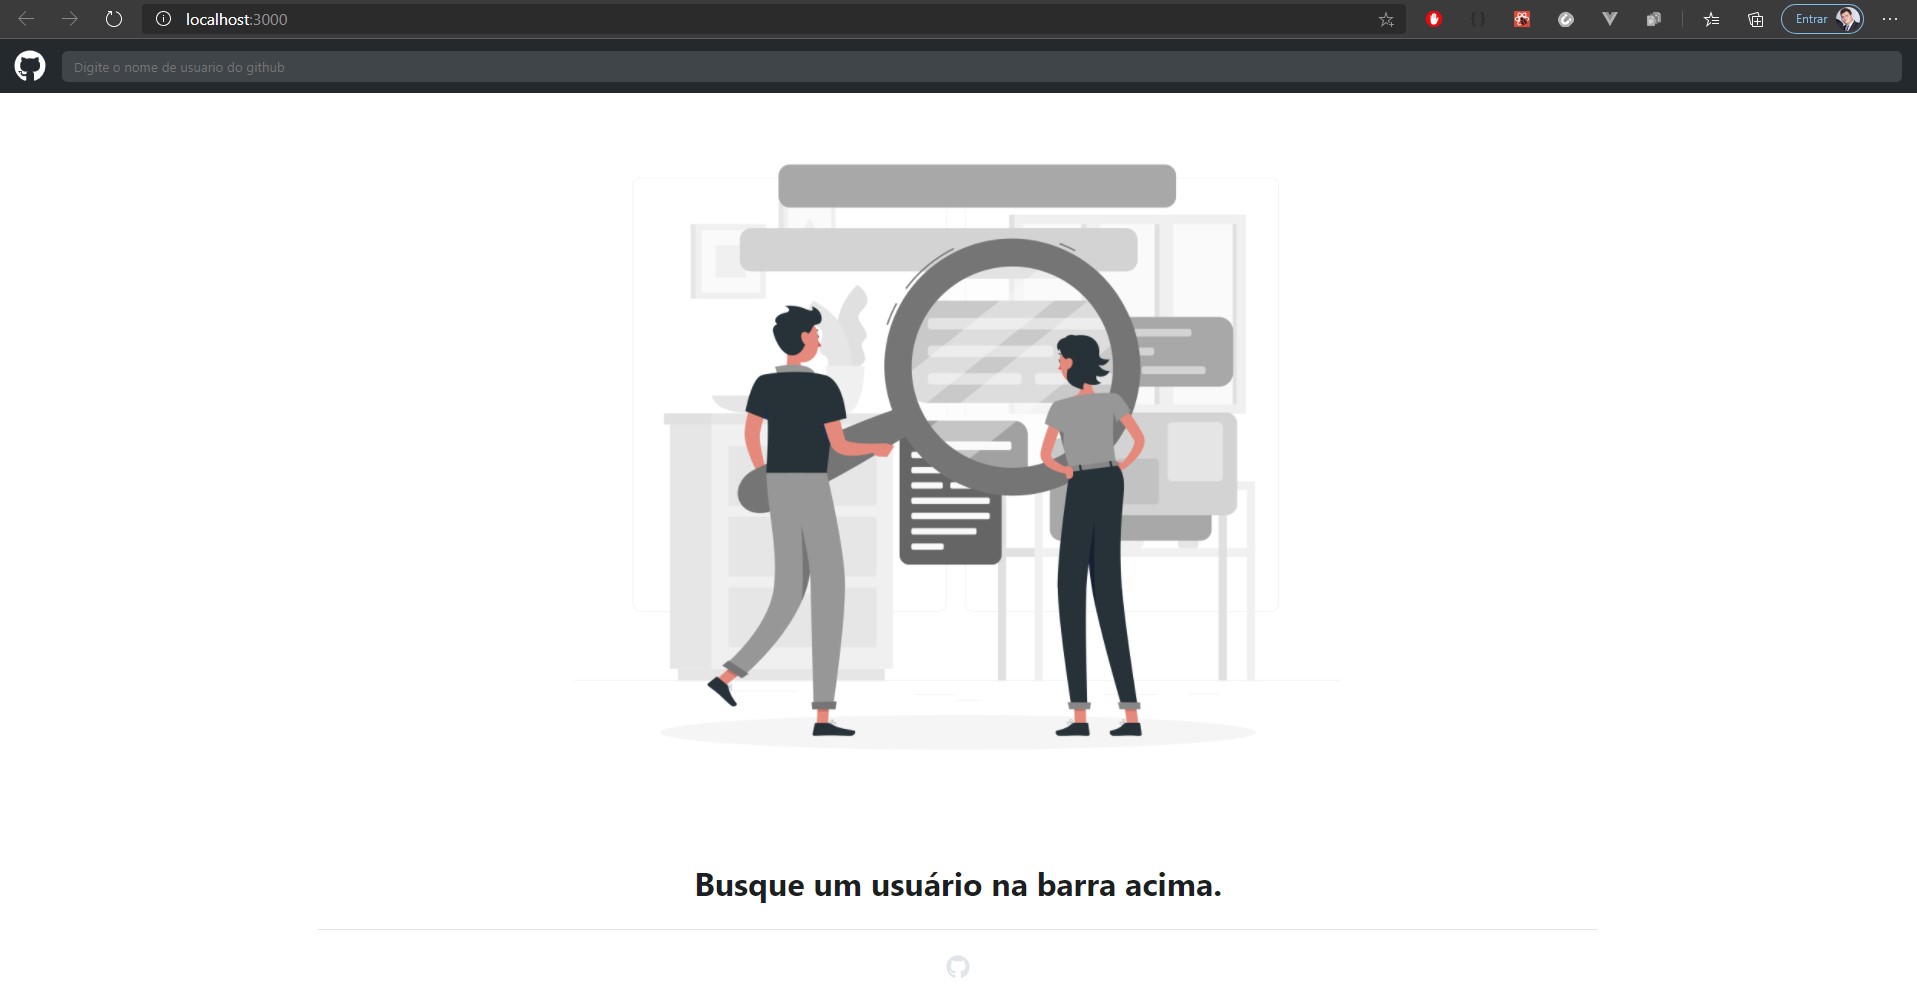 localhost:3000
Entrar
Digite o nome de usuario do github
Busque um usuário na barra acima.